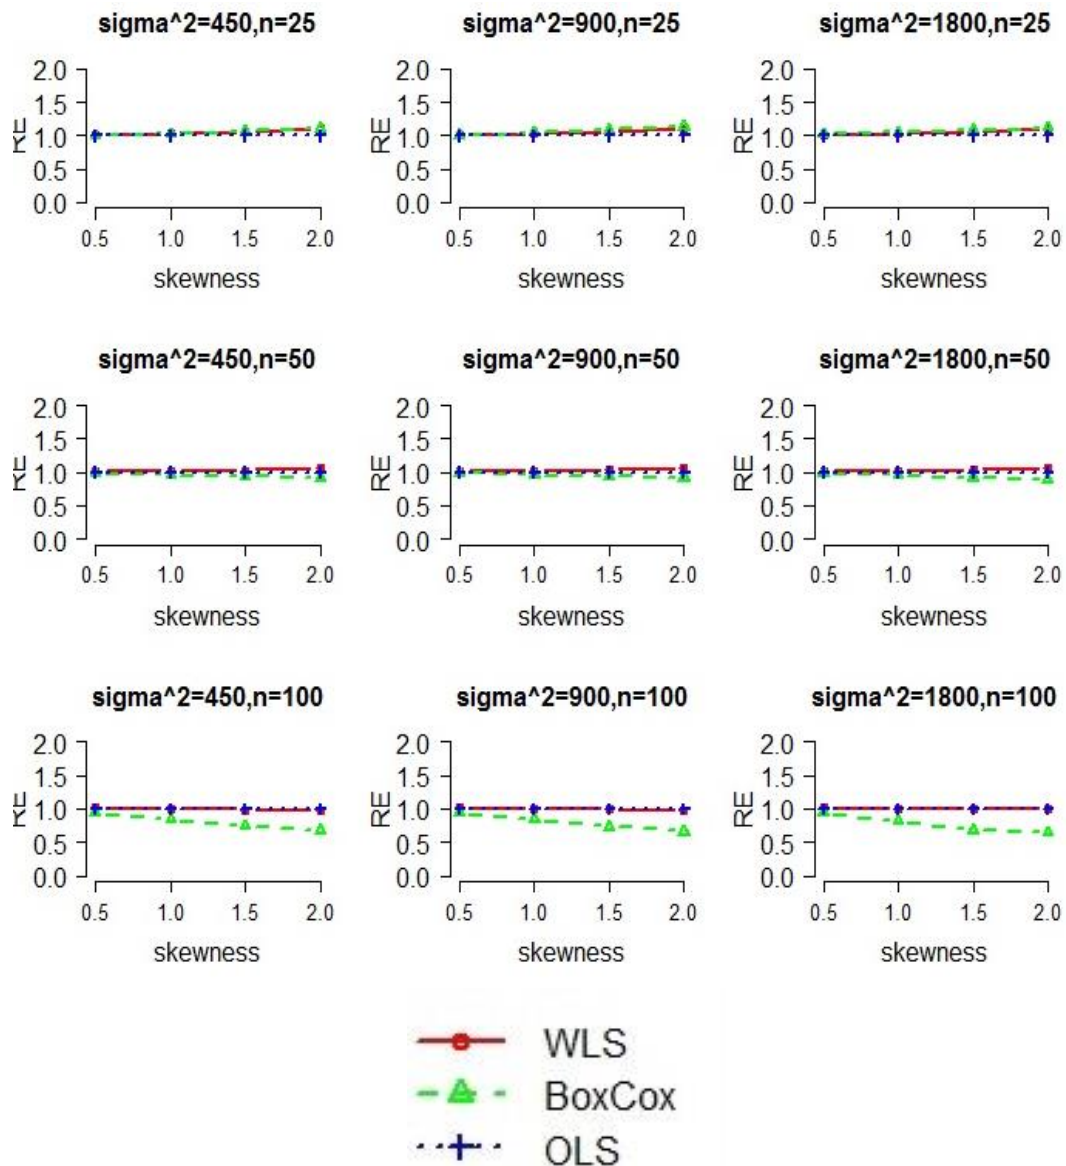 sigma^2=450,n=25
sigma^2=900,n=25
sigma^2=1800,n=25
2.0
1.5
1.0
0.5
0.0
RE
0.5 1.0 1.5 2.0
skewness
2.0
1.5
1.0
0.5
0.0
RE
0.5 1.0 1.5 2.0
skewness
2.0
1.5
1.0
0.5
0.0
RE
0.5 1.0 1.5 2.0
skewness
sigma^2=450,n=50
sigma^2=900,n=50
sigma^2=1800,n=50
2.0
1.5
1.0
0.5
0.0
RE
0.5 1.0 1.5 2.0
skewness
2.0
1.5
1.0
0.5
0.0
RE
0.5 1.0 1.5 2.0
skewness
2.0
1.5
1.0
0.5
0.0
RE
0.5 1.0 1.5 2.0
skewness
sigma^2=450,n=100
sigma^2=900,n=100
sigma^2=1800,n=100
2.0
1.5
1.0
0.5
0.0
RE
0.5 1.0 1.5 2.0
skewness
2.0
1.5
1.0
0.5
0.0
RE
0.5 1.0 1.5 2.0
skewness
2.0
1.5
1.0
0.5
0.0
RE
0.5 1.0 1.5 2.0
skewness
WLS
BoxCox
OLS